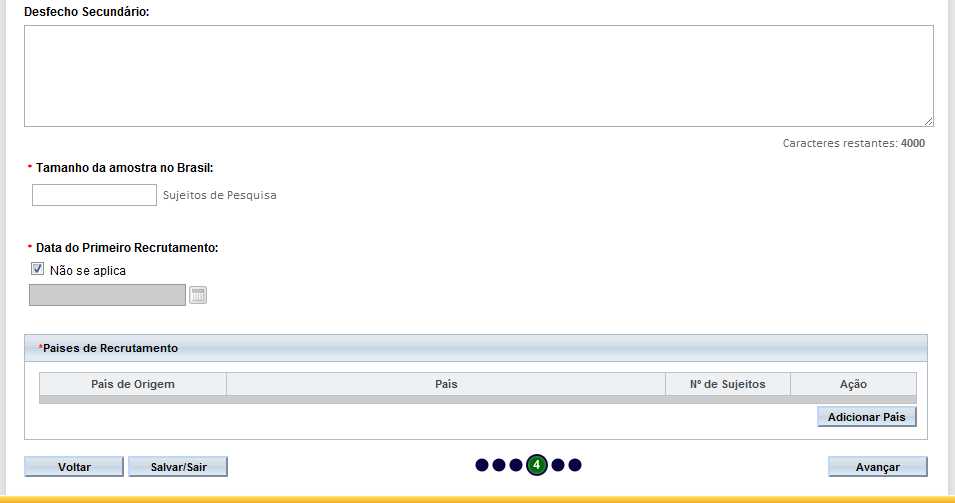 Desfecho Secundário:
Caracteres restantes: 4000
* Tamanho da amostra no Brasil:
Sujeitos de Pesquisa
* Data do Primeiro Recrutamento:
Não se aplica
*Países de Recrutamento
País de Origem País Nº de Sujeitos Ação
Adicionar País
Voltar Salvar/Sair 4 Avançar